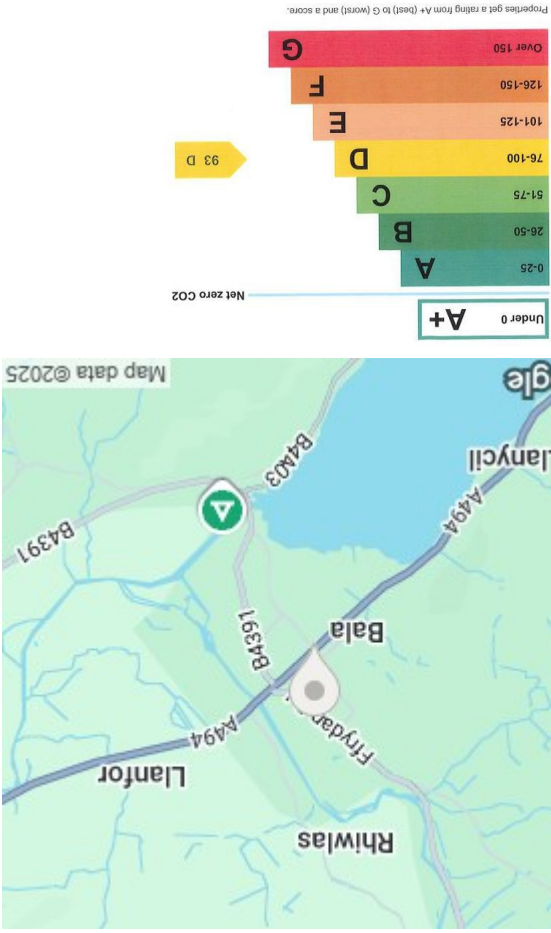 Rhiwlas
Llanfor
A494
Ffrydan
Bala
B4391
A494
B4391
Llanycil
B4403
gle
Map data ©2025
Under 0 A+
Net zero CO2
0-25 A
26-50 B
51-75 C
76-100 D 93 D
101-125 E
126-150 F
Over 150 G
Properties get a rating from A+ (best) to G (worst) and a score.